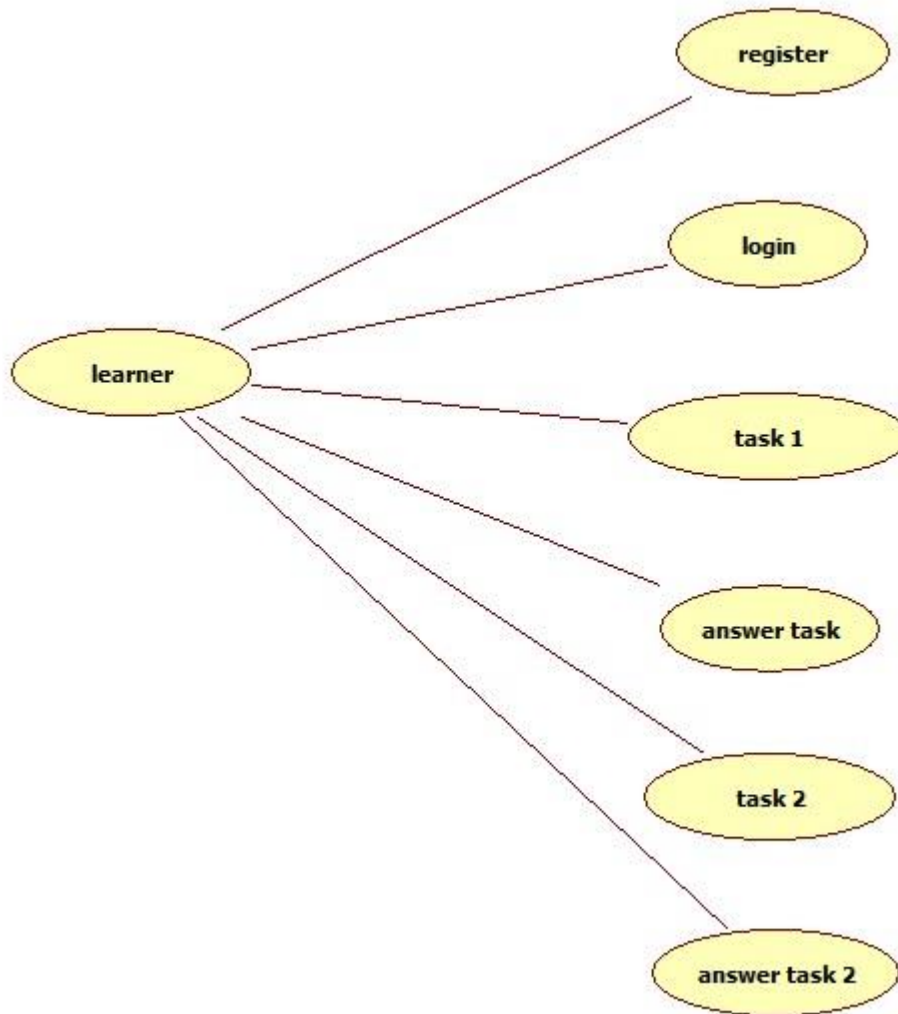 register
login
learner
task 1
answer task
task 2
answer task 2